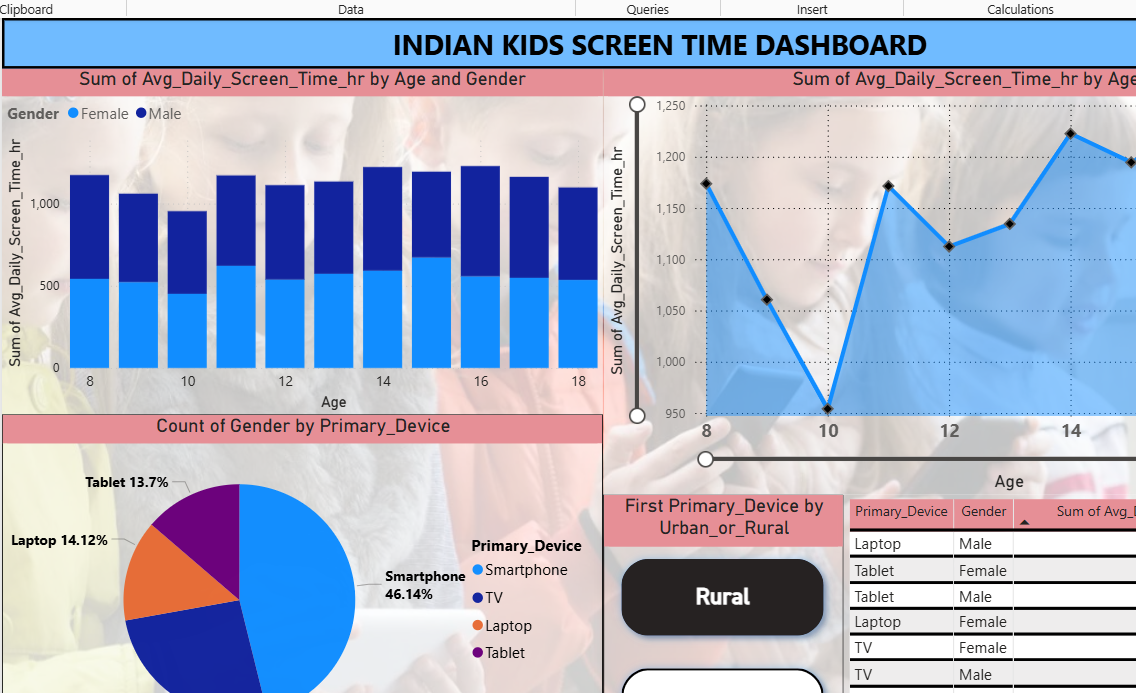 Clipboard
Data
Queries
Insert
Calculations
INDIAN KIDS SCREEN TIME DASHBOARD
Sum of Avg_Daily_Screen_Time_hr by Age and Gender
Gender Female Male
Sum of Avg_Daily_Screen_Time_hr
1,000
500
0
8 10 12 14 16 18
Age
Sum of Avg_Daily_Screen_Time_hr by Age
Sum of Avg_Daily_Screen_Time_hr
1,250
1,200
1,150
1,100
1,050
1,000
950
8 10 12 14
Age
Count of Gender by Primary_Device
Tablet 13.7%
Laptop 14.12%
Smartphone
46.14%
Primary_Device
Smartphone
TV
Laptop
Tablet
First Primary_Device by
Urban_or_Rural
Rural
Primary_Device Gender Sum of Avg_D
Laptop Male
Tablet Female
Tablet Male
Laptop Female
TV Female
TV Male